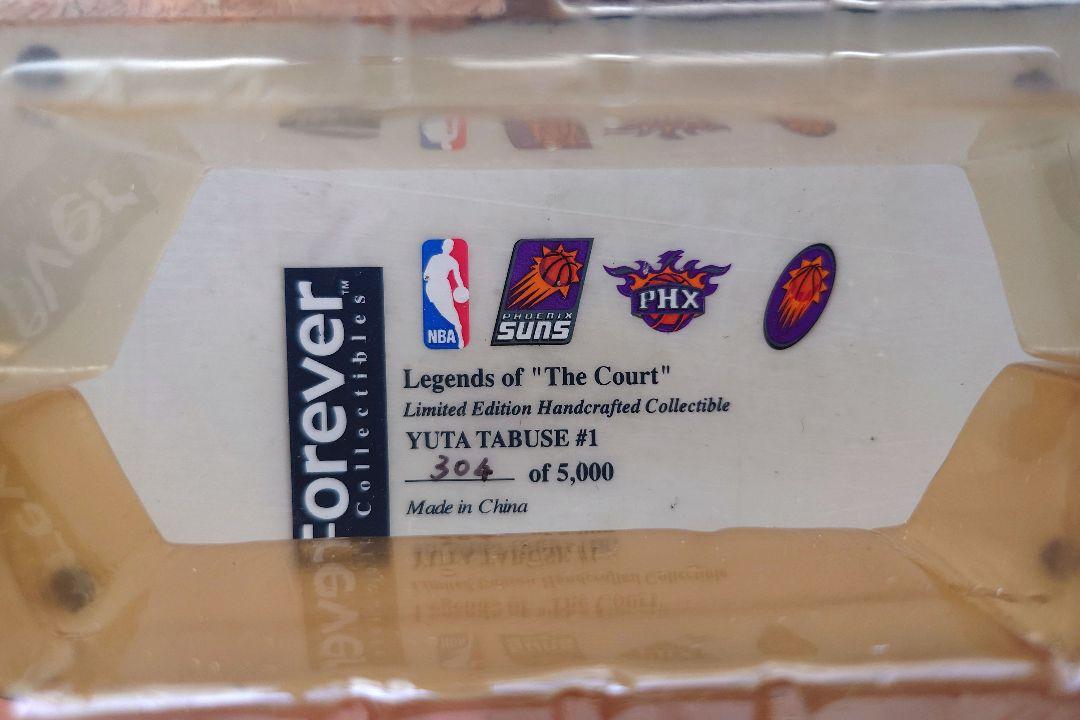 Forever™
Collectibles
NBA
PHOENIX
SUNS
PHX
Legends of "The Court"
Limited Edition Handcrafted Collectible
YUTA TABUSE #1
304 of 5,000
Made in China